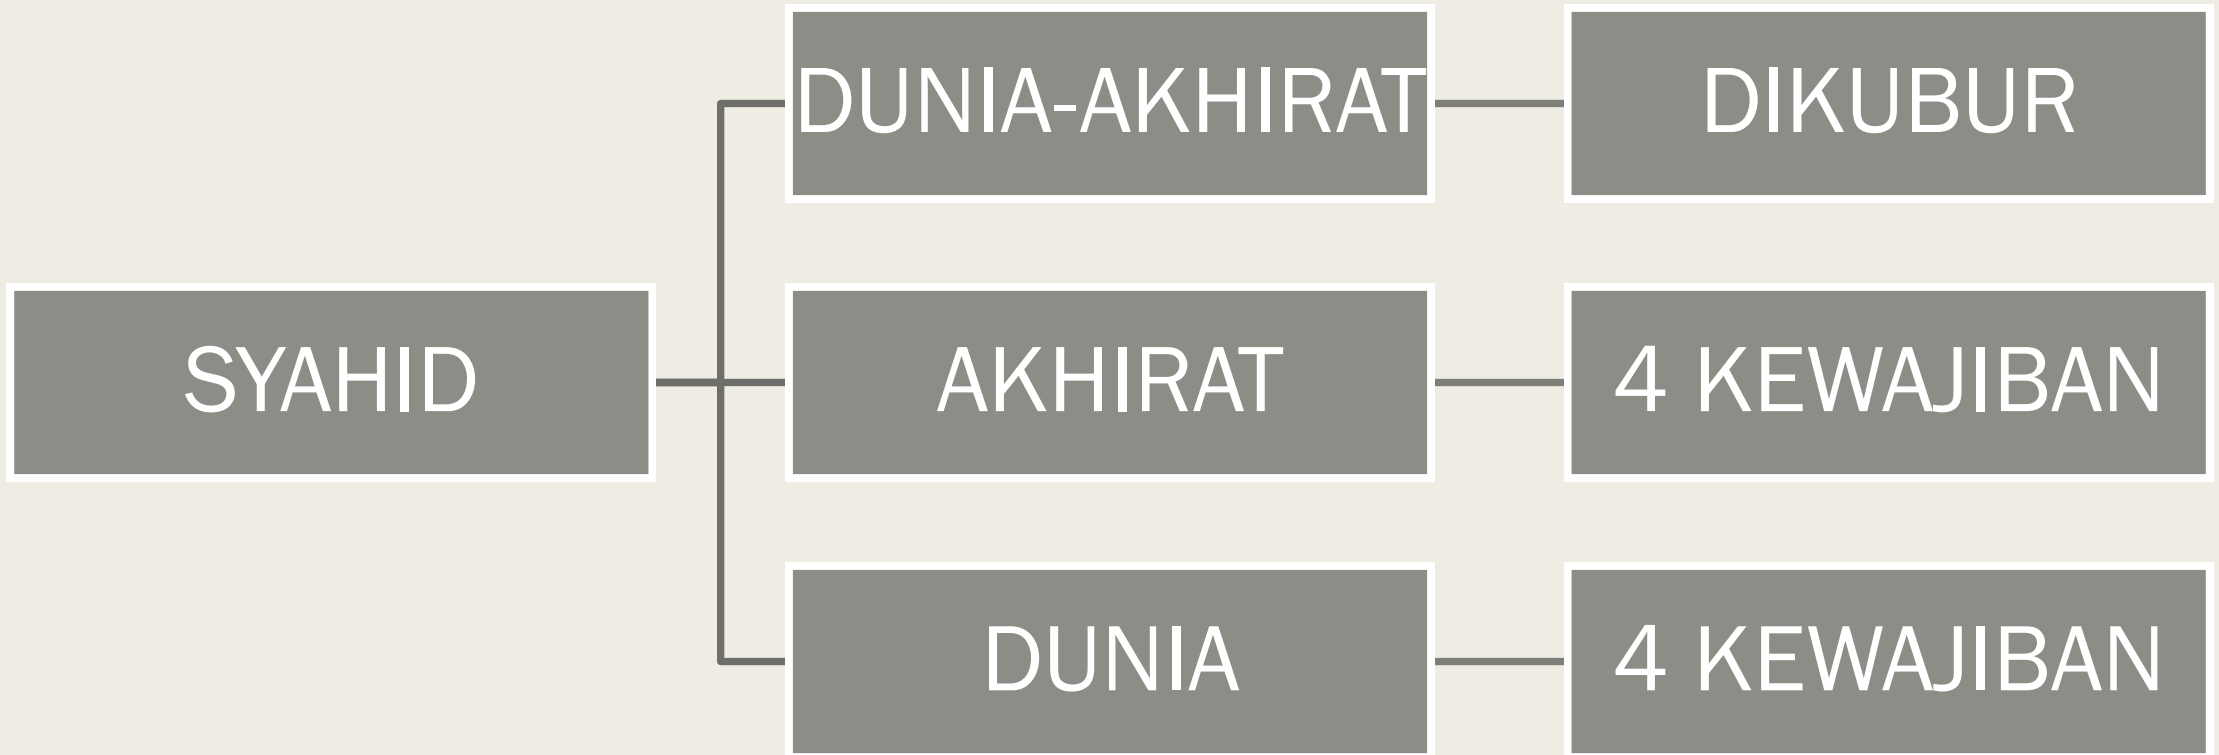 SYAHID
DUNIA-AKHIRAT
DIKUBUR
AKHIRAT
4 KEWAJIBAN
DUNIA
4 KEWAJIBAN